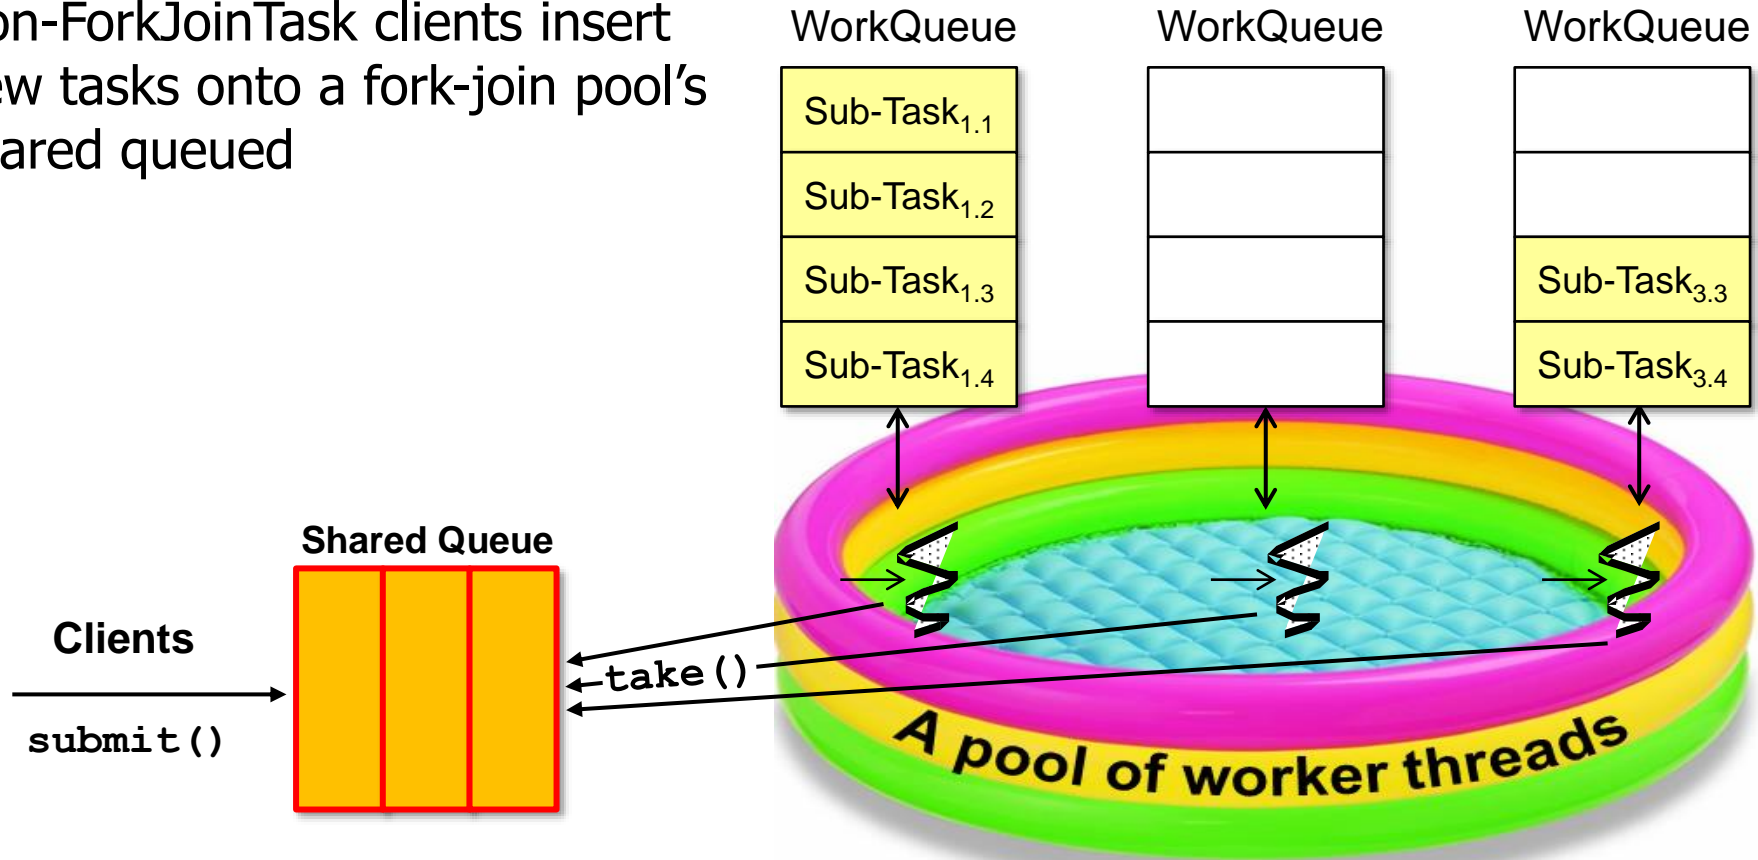 on-ForkJoinTask clients insert
ew tasks onto a fork-join pool's
ared queued
WorkQueue WorkQueue WorkQueue
Sub-Task1.1
Sub-Task1.2
Sub-Task1.3 Sub-Task3.3
Sub-Task1.4 Sub-Task3.4
Shared Queue
Clients
take()
submit()
A pool of worker threads